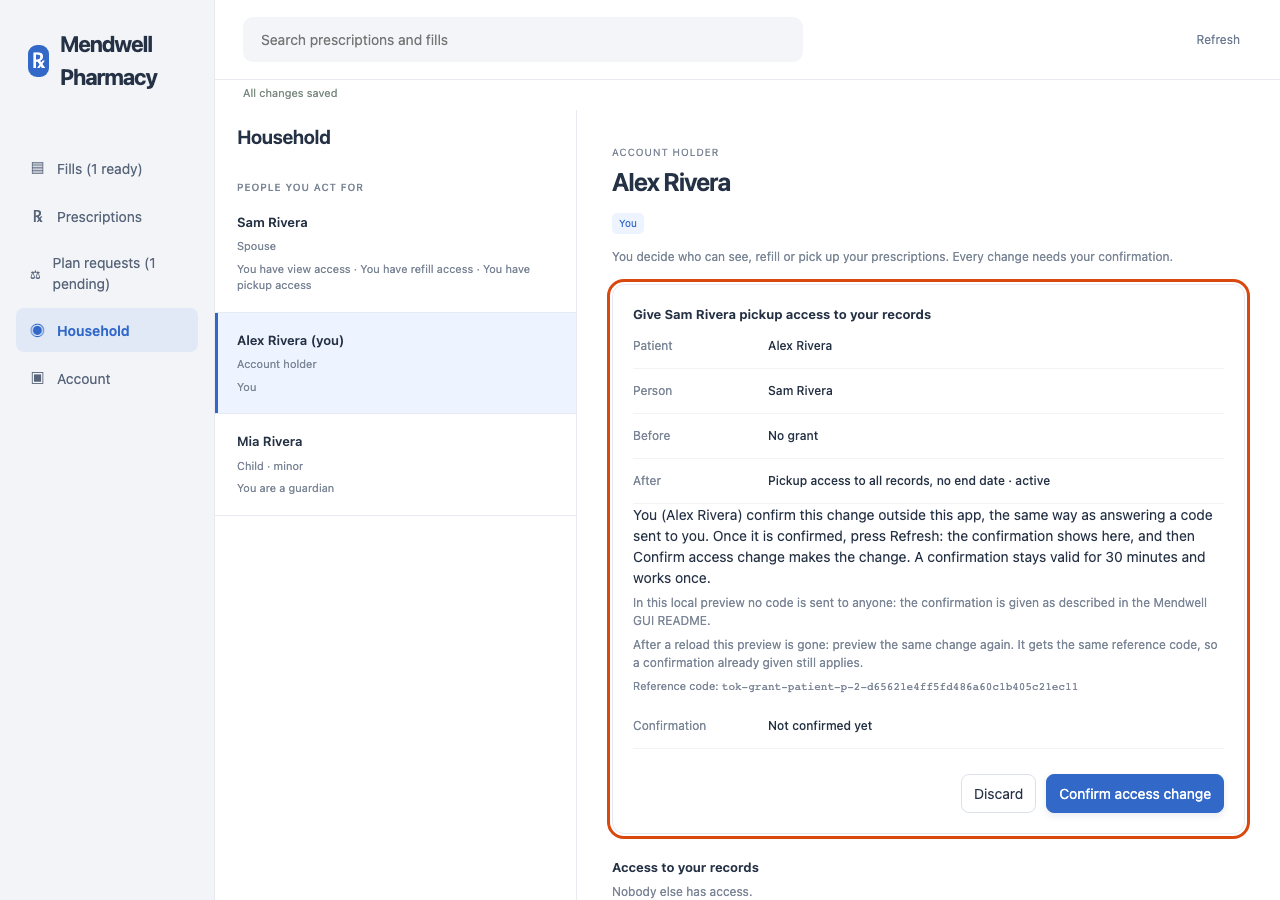 Mendwell
Pharmacy
Search prescriptions and fills
Refresh
All changes saved
Fills (1 ready)
Prescriptions
Plan requests (1
pending)
Household
Account
Household
PEOPLE YOU ACT FOR
Sam Rivera
Spouse
You have view access · You have refill access · You have
pickup access
Alex Rivera (you)
Account holder
You
Mia Rivera
Child · minor
You are a guardian
ACCOUNT HOLDER
Alex Rivera
You
You decide who can see, refill or pick up your prescriptions. Every change needs your confirmation.
Give Sam Rivera pickup access to your records
Patient Alex Rivera
Person Sam Rivera
Before No grant
After Pickup access to all records, no end date · active
You (Alex Rivera) confirm this change outside this app, the same way as answering a code
sent to you. Once it is confirmed, press Refresh: the confirmation shows here, and then
Confirm access change makes the change. A confirmation stays valid for 30 minutes and
works once.
In this local preview no code is sent to anyone: the confirmation is given as described in the Mendwell
GUI README.
After a reload this preview is gone: preview the same change again. It gets the same reference code, so
a confirmation already given still applies.
Reference code: tok-grant-patient-p-2-d65621e4ff5fd486a60c1b405c21ec11
Confirmation Not confirmed yet
Discard Confirm access change
Access to your records
Nobody else has access.